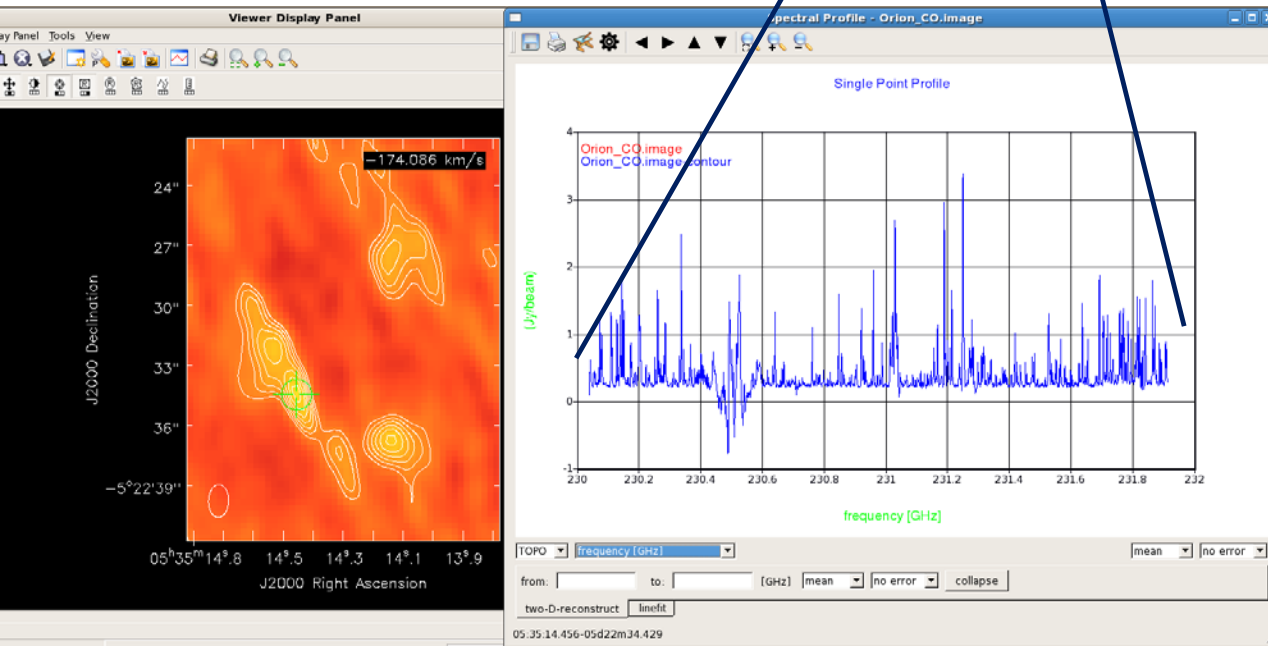 Viewer Display Panel
ay Panel Tools View
−174.086 km/s
24"
27"
30"
33"
36"
−5°22'39"
J2000 Declination
05ʰ35ᵐ14ˢ.8 14ˢ.5 14ˢ.3 14ˢ.1 13ˢ.9
J2000 Right Ascension
Spectral Profile - Orion_CO.image
Single Point Profile
Orion_CO.image
Orion_CO.image-contour
4
3
2
1
0
-1
(Jy/beam)
230 230.2 230.4 230.6 230.8 231 231.2 231.4 231.6 231.8 232
frequency [GHz]
TOPO frequency [GHz] mean no error
from: to: [GHz] mean no error collapse
two-D-reconstruct linefit
05:35:14.456-05d22m34.429